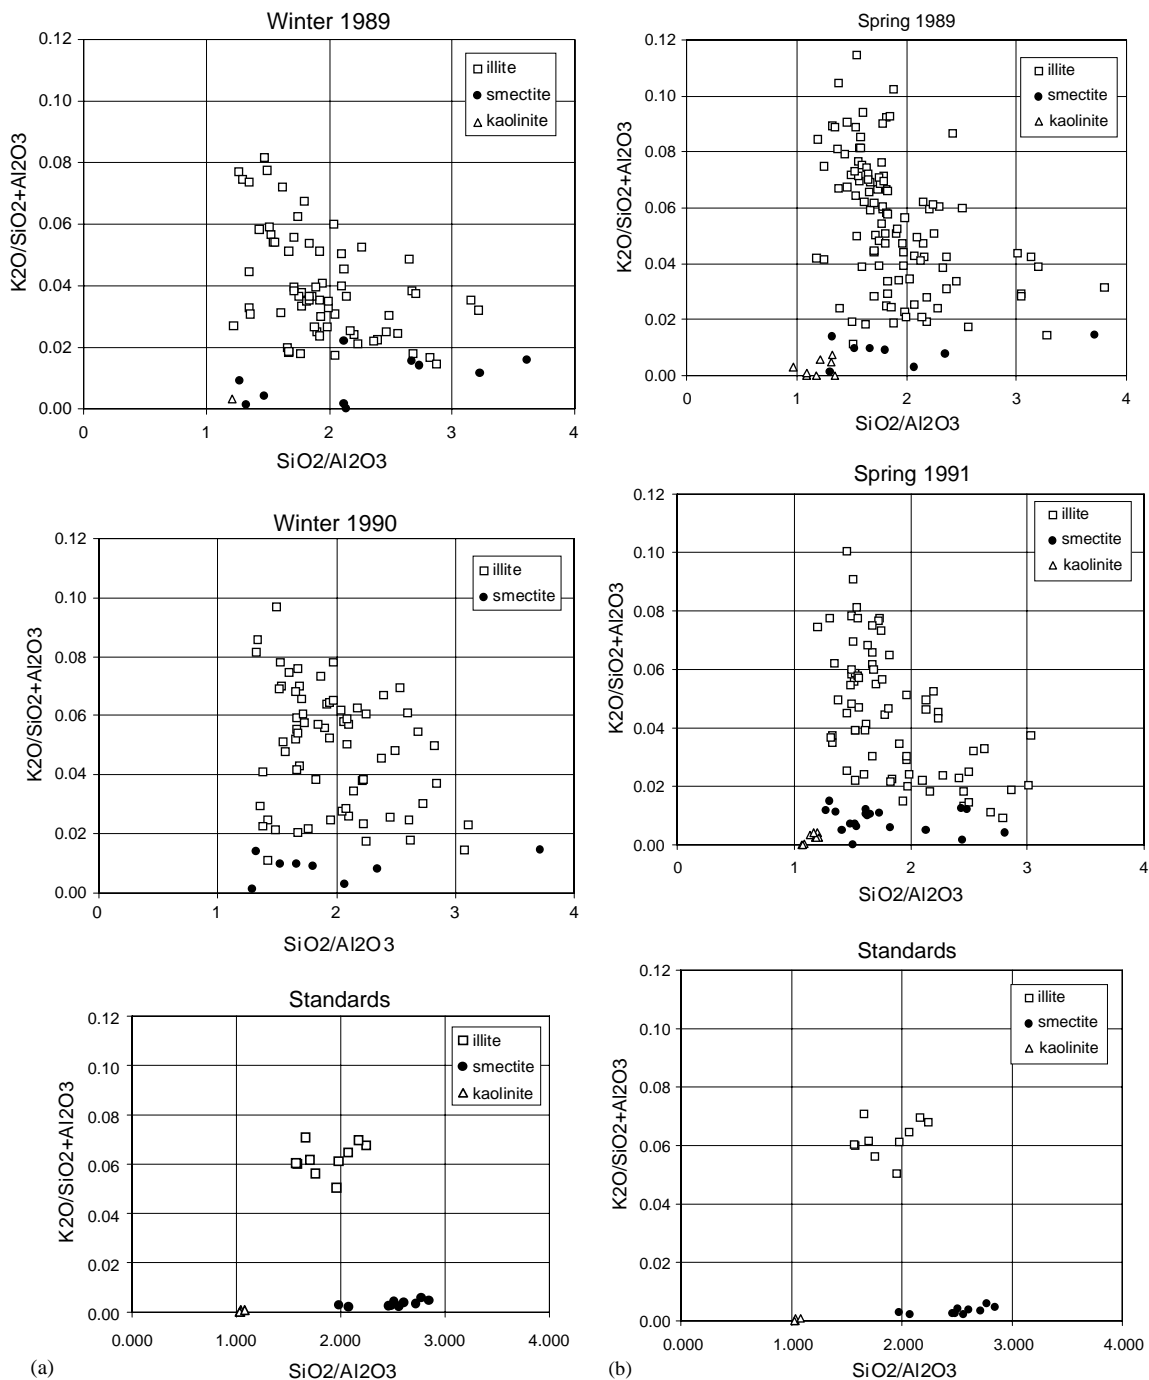 Winter 1989
0.12
0.10
0.08
0.06
0.04
0.02
0.00
K2O/SiO2+Al2O3
illite
smectite
kaolinite
0 1 2 3 4
SiO2/Al2O3
Spring 1989
0.12
0.10
0.08
0.06
0.04
0.02
0.00
K2O/SiO2+Al2O3
illite
smectite
kaolinite
0 1 2 3 4
SiO2/Al2O3
Winter 1990
0.12
0.10
0.08
0.06
0.04
0.02
0.00
K2O/SiO2+Al2O3
illite
smectite
0 1 2 3 4
SiO2/Al2O3
Spring 1991
0.12
0.10
0.08
0.06
0.04
0.02
0.00
K2O/SiO2+Al2O3
illite
smectite
kaolinite
0 1 2 3 4
SiO2/Al2O3
Standards
0.12
0.10
0.08
0.06
0.04
0.02
0.00
K2O/SiO2+Al2O3
illite
smectite
kaolinite
0.000 1.000 2.000 3.000 4.000
SiO2/Al2O3
(a)
Standards
0.12
0.10
0.08
0.06
0.04
0.02
0.00
K2O/SiO2+Al2O3
illite
smectite
kaolinite
0.000 1.000 2.000 3.000 4.000
SiO2/Al2O3
(b)